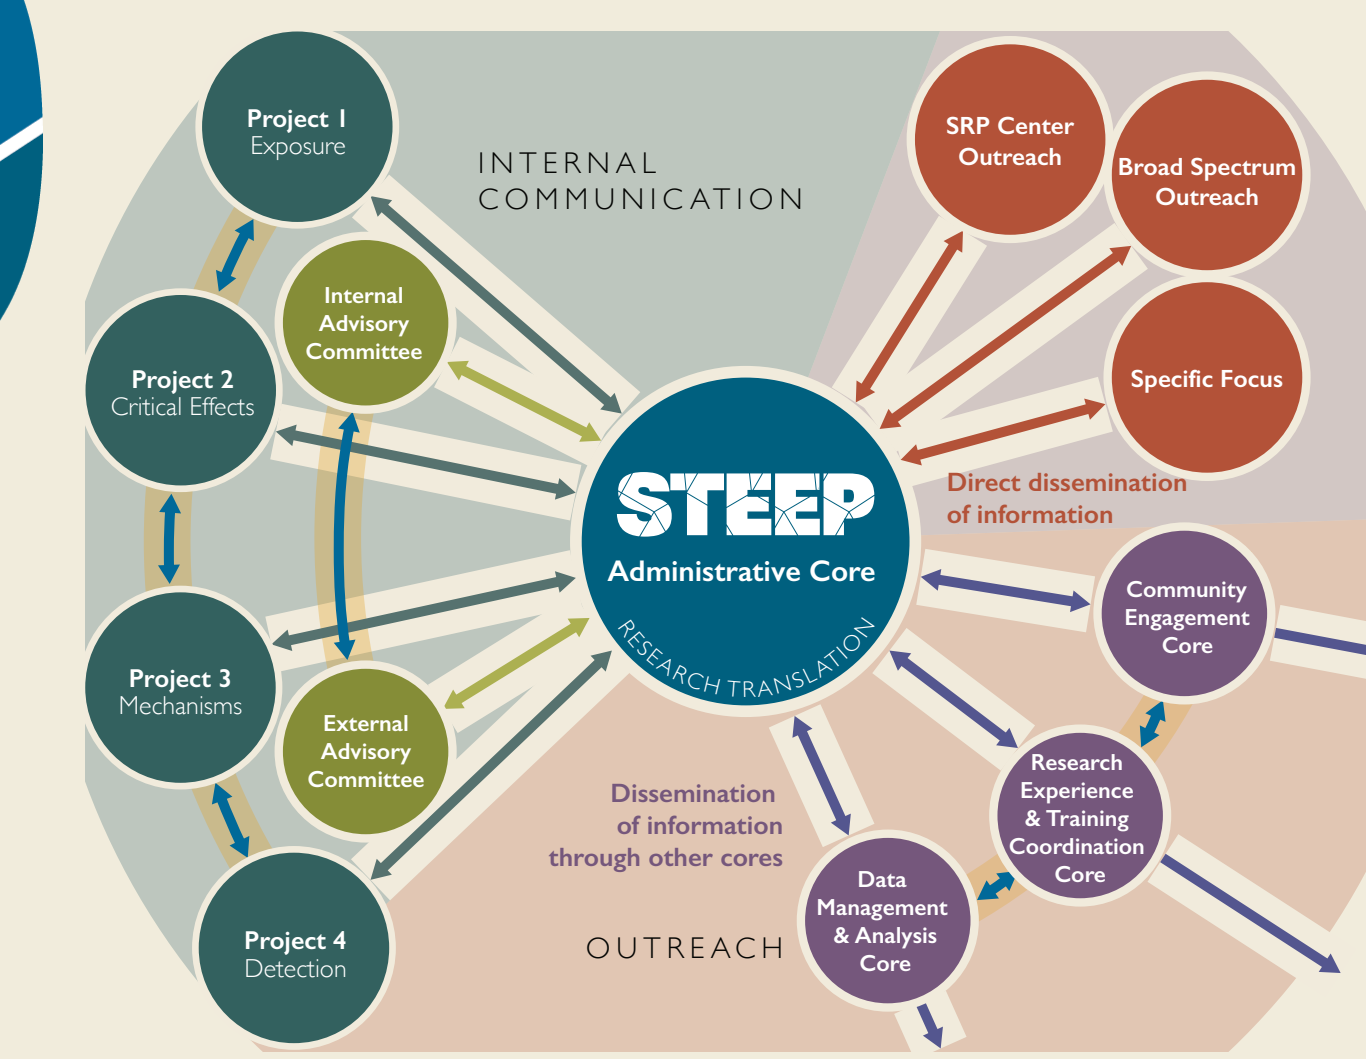 Project 1
Exposure
INTERNAL
COMMUNICATION
SRP Center
Outreach
Broad Spectrum
Outreach
Internal
Advisory
Committee
Project 2
Critical Effects
Specific Focus
Direct dissemination
of information
STEEP
Administrative Core
RESEARCH TRANSLATION
Community
Engagement
Core
Project 3
Mechanisms
External
Advisory
Committee
Research
Experience
& Training
Coordination
Core
Dissemination
of information
through other cores
Data
Management
& Analysis
Core
Project 4
Detection
OUTREACH